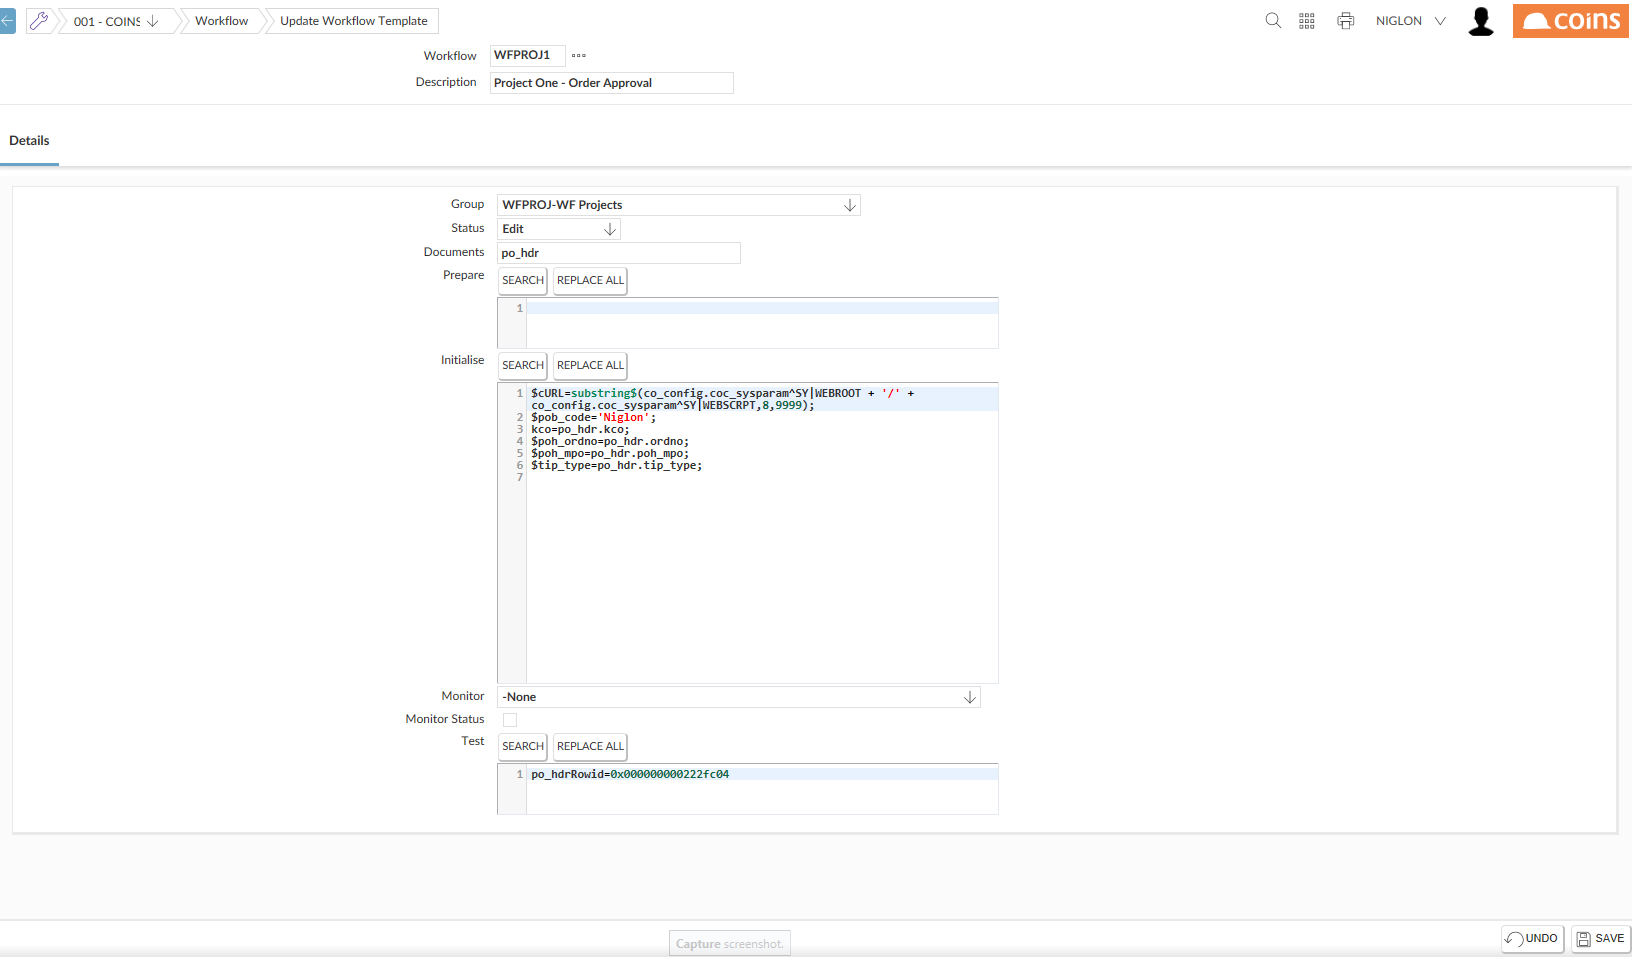 001 - COINS
Workflow
Update Workflow Template
NIGLON
coins
Workflow
WFPROJ1
Description
Project One - Order Approval
Details
Group
WFPROJ-WF Projects
Status
Edit
Documents
po_hdr
Prepare
SEARCH
REPLACE ALL
1
Initialise
SEARCH
REPLACE ALL
1 $cURL=substring$(co_config.coc_sysparam^SY|WEBROOT + '/' +
co_config.coc_sysparam^SY|WEBSCRPT,8,9999);
2 $pob_code='Niglon';
3 kco=po_hdr.kco;
4 $poh_ordno=po_hdr.ordno;
5 $poh_mpo=po_hdr.poh_mpo;
6 $tip_type=po_hdr.tip_type;
7
Monitor
-None
Monitor Status
Test
SEARCH
REPLACE ALL
1 po_hdrRowid=0x000000000222fc04
Capture screenshot.
UNDO
SAVE